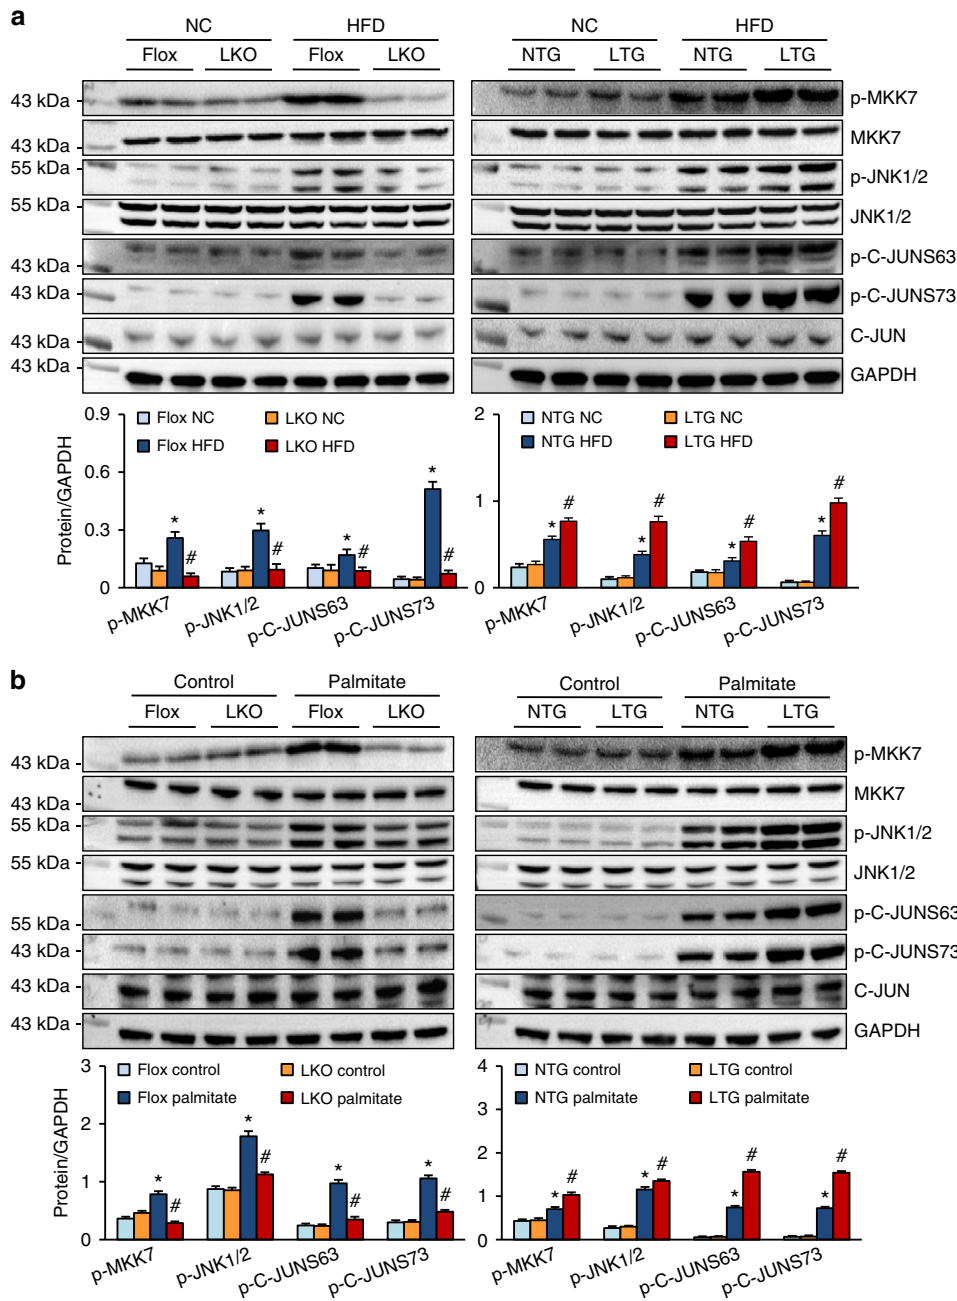 a
NC HFD NC HFD
Flox LKO Flox LKO NTG LTG NTG LTG
43 kDa p-MKK7
43 kDa MKK7
55 kDa p-JNK1/2
55 kDa JNK1/2
43 kDa p-C-JUNS63
43 kDa p-C-JUNS73
43 kDa C-JUN
43 kDa GAPDH
Protein/GAPDH
0.9
0.6
0.3
0
Flox NC LKO NC
Flox HFD LKO HFD
* # * # * # * #
p-MKK7 p-JNK1/2 p-C-JUNS63 p-C-JUNS73
2
1
0
NTG NC LTG NC
NTG HFD LTG HFD
* # * # * # * #
p-MKK7 p-JNK1/2 p-C-JUNS63 p-C-JUNS73
b
Control Palmitate Control Palmitate
Flox LKO Flox LKO NTG LTG NTG LTG
43 kDa p-MKK7
43 kDa MKK7
55 kDa p-JNK1/2
55 kDa JNK1/2
55 kDa p-C-JUNS63
43 kDa p-C-JUNS73
43 kDa C-JUN
43 kDa GAPDH
Protein/GAPDH
3
2
1
0
Flox control LKO control
Flox palmitate LKO palmitate
* # * # * # * #
p-MKK7 p-JNK1/2 p-C-JUNS63 p-C-JUNS73
4
3
2
1
0
NTG control LTG control
NTG palmitate LTG palmitate
* # * # * # * #
p-MKK7 p-JNK1/2 p-C-JUNS63 p-C-JUNS73